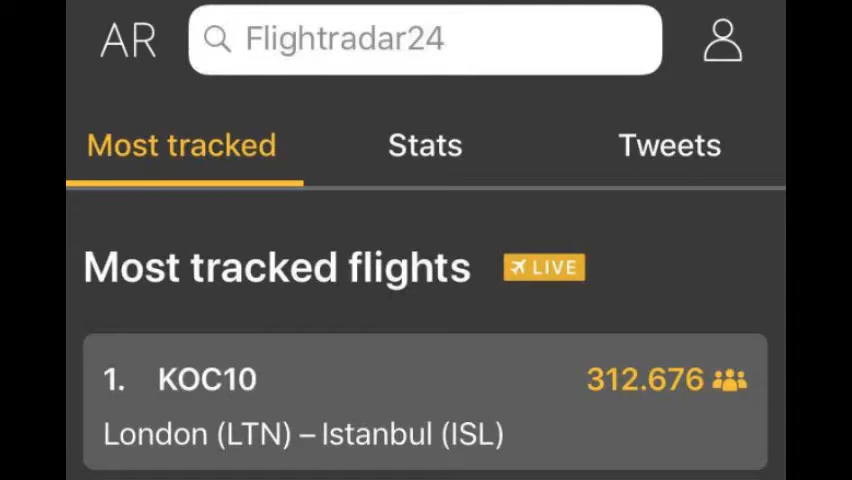 AR Flightradar24
Most tracked Stats Tweets
Most tracked flights LIVE
1. KOC10 312.676
London (LTN) – Istanbul (ISL)